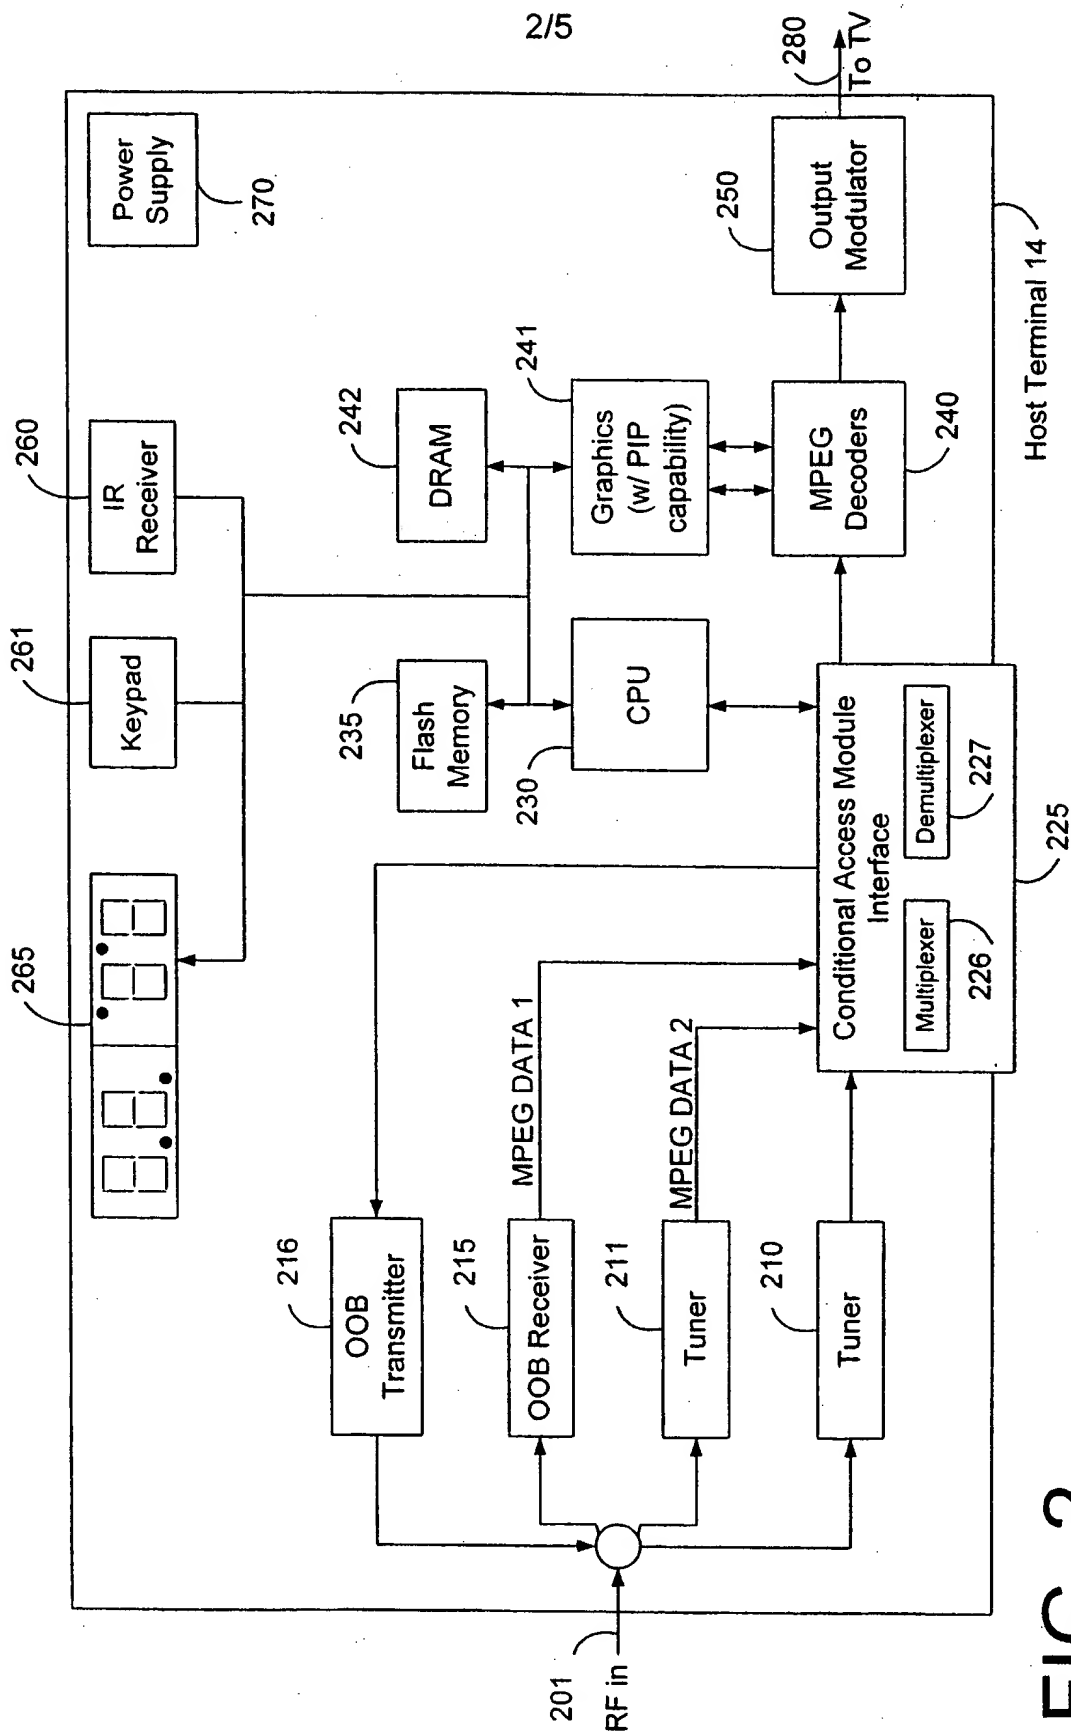 2/5
265
261
Keypad
260
IR
Receiver
Power
Supply
270
216
OOB
Transmitter
235
Flash
Memory
242
DRAM
215
OOB Receiver
MPEG DATA 1
230
CPU
241
Graphics
(w/ PIP
capability)
201
RF in
211
Tuner
MPEG DATA 2
210
Tuner
Conditional Access Module
Interface
Multiplexer
226
Demultiplexer
227
225
MPEG
Decoders
240
250
Output
Modulator
280
To TV
Host Terminal 14
FIG. 2